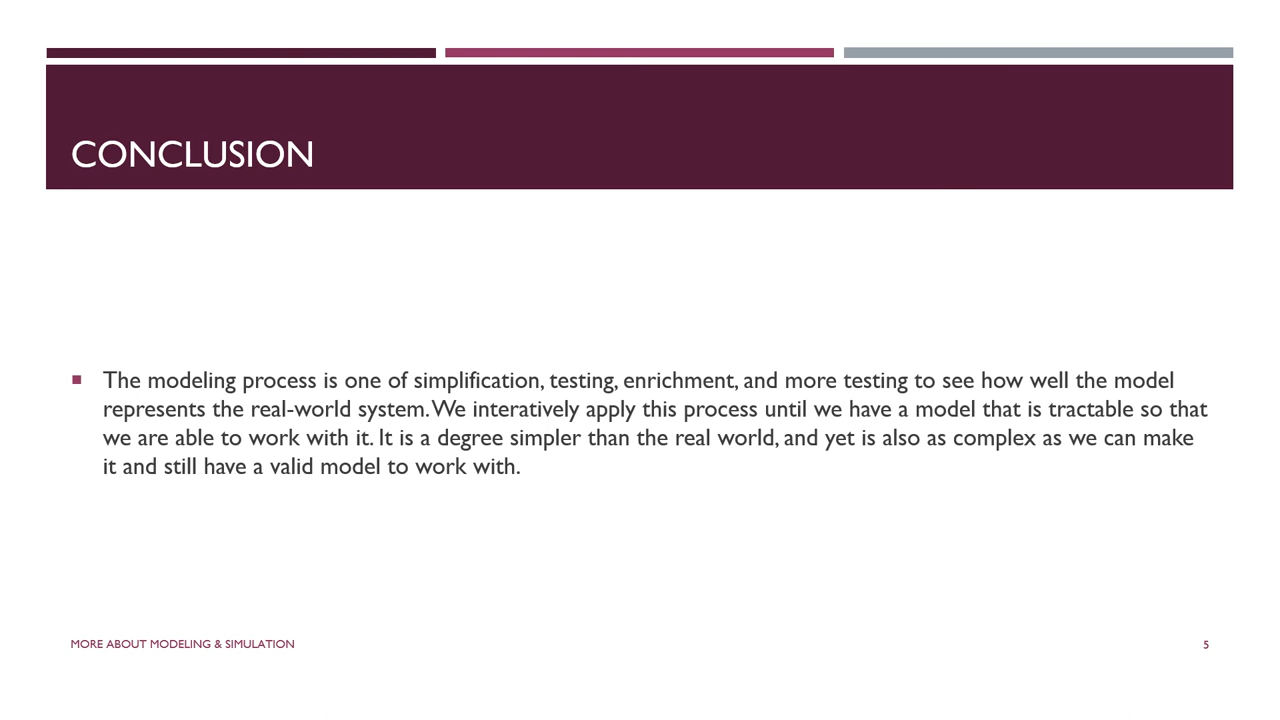 CONCLUSION
▪ The modeling process is one of simplification, testing, enrichment, and more testing to see how well the model
represents the real-world system. We interatively apply this process until we have a model that is tractable so that
we are able to work with it. It is a degree simpler than the real world, and yet is also as complex as we can make
it and still have a valid model to work with.
MORE ABOUT MODELING & SIMULATION
5